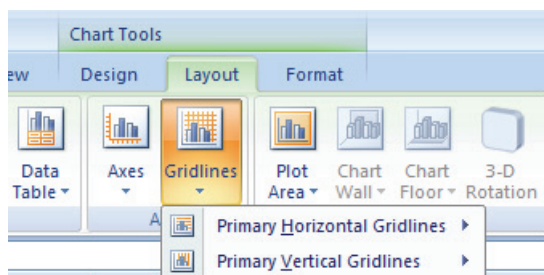 Chart Tools
ew Design Layout Format
Data Table Axes Gridlines Plot Area Chart Wall Chart Floor 3-D Rotation
A
Primary Horizontal Gridlines
Primary Vertical Gridlines